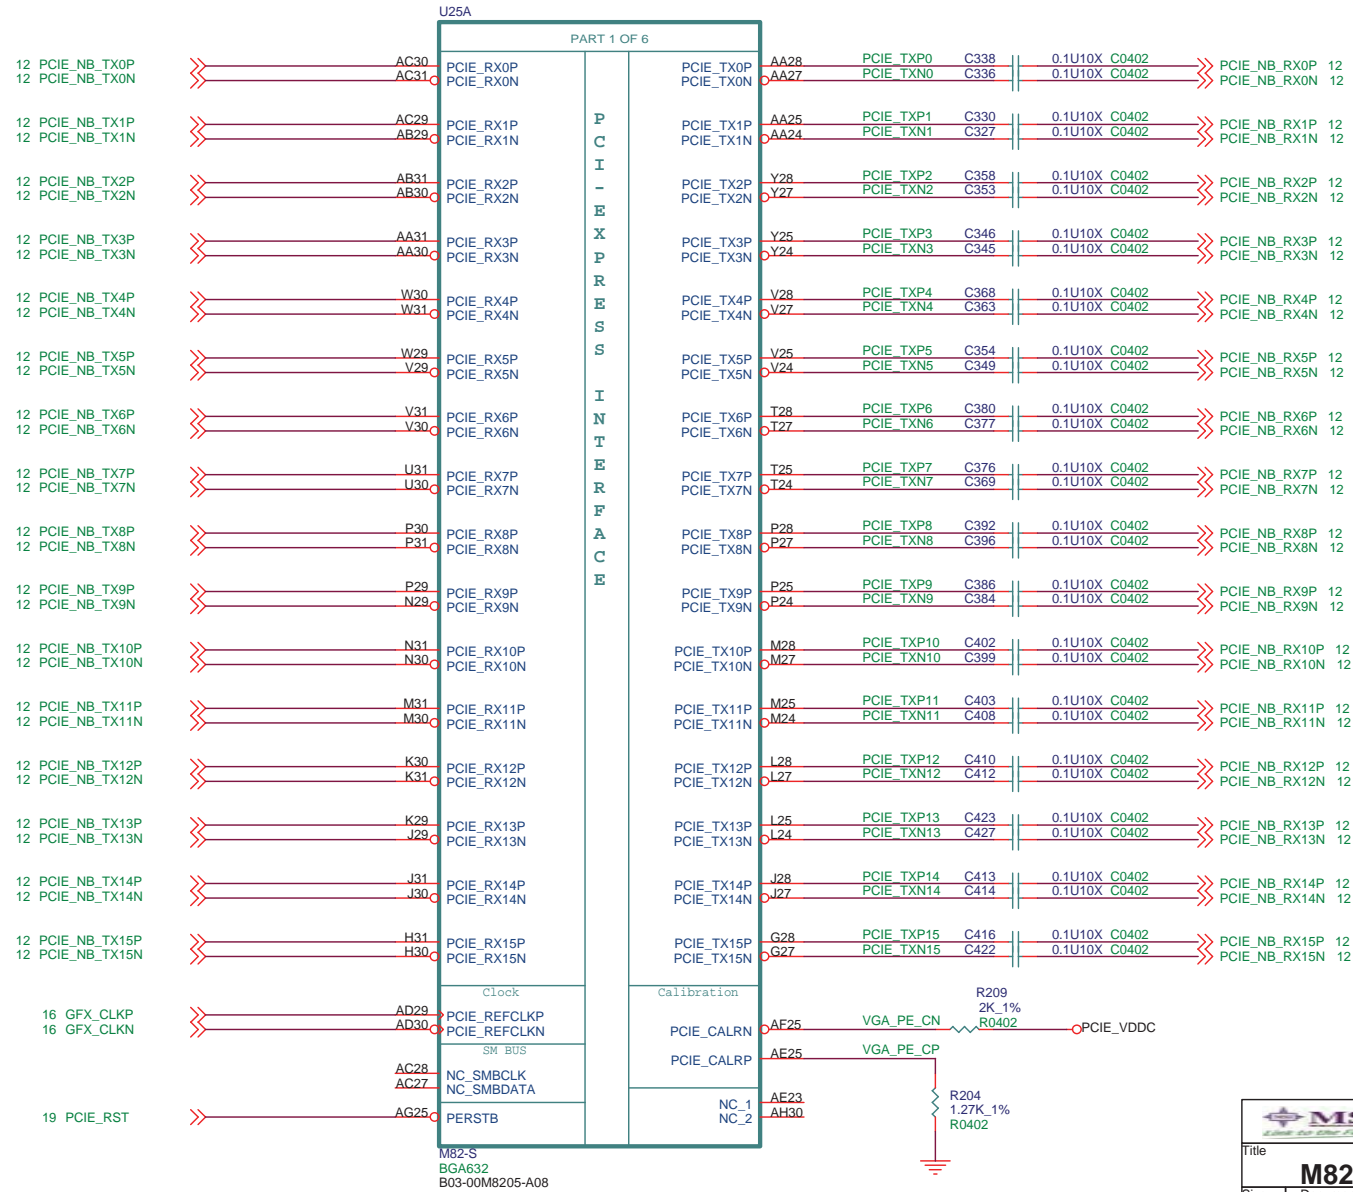 U25A
PART 1 OF 6
PCI-EXPRESS INTERFACE
12 PCIE_NB_TX0P AC30 PCIE_RX0P PCIE_TX0P AA28 PCIE_TXP0 C338 0.1U10X C0402 PCIE_NB_RX0P 12
12 PCIE_NB_TX0N AC31 PCIE_RX0N PCIE_TX0N AA27 PCIE_TXN0 C336 0.1U10X C0402 PCIE_NB_RX0N 12
12 PCIE_NB_TX1P AC29 PCIE_RX1P PCIE_TX1P AA25 PCIE_TXP1 C330 0.1U10X C0402 PCIE_NB_RX1P 12
12 PCIE_NB_TX1N AB29 PCIE_RX1N PCIE_TX1N AA24 PCIE_TXN1 C327 0.1U10X C0402 PCIE_NB_RX1N 12
12 PCIE_NB_TX2P AB31 PCIE_RX2P PCIE_TX2P Y28 PCIE_TXP2 C358 0.1U10X C0402 PCIE_NB_RX2P 12
12 PCIE_NB_TX2N AB30 PCIE_RX2N PCIE_TX2N Y27 PCIE_TXN2 C353 0.1U10X C0402 PCIE_NB_RX2N 12
12 PCIE_NB_TX3P AA31 PCIE_RX3P PCIE_TX3P Y25 PCIE_TXP3 C346 0.1U10X C0402 PCIE_NB_RX3P 12
12 PCIE_NB_TX3N AA30 PCIE_RX3N PCIE_TX3N Y24 PCIE_TXN3 C345 0.1U10X C0402 PCIE_NB_RX3N 12
12 PCIE_NB_TX4P W30 PCIE_RX4P PCIE_TX4P V28 PCIE_TXP4 C368 0.1U10X C0402 PCIE_NB_RX4P 12
12 PCIE_NB_TX4N W31 PCIE_RX4N PCIE_TX4N V27 PCIE_TXN4 C363 0.1U10X C0402 PCIE_NB_RX4N 12
12 PCIE_NB_TX5P W29 PCIE_RX5P PCIE_TX5P V25 PCIE_TXP5 C354 0.1U10X C0402 PCIE_NB_RX5P 12
12 PCIE_NB_TX5N V29 PCIE_RX5N PCIE_TX5N V24 PCIE_TXN5 C349 0.1U10X C0402 PCIE_NB_RX5N 12
12 PCIE_NB_TX6P V31 PCIE_RX6P PCIE_TX6P T28 PCIE_TXP6 C380 0.1U10X C0402 PCIE_NB_RX6P 12
12 PCIE_NB_TX6N V30 PCIE_RX6N PCIE_TX6N T27 PCIE_TXN6 C377 0.1U10X C0402 PCIE_NB_RX6N 12
12 PCIE_NB_TX7P U31 PCIE_RX7P PCIE_TX7P T25 PCIE_TXP7 C376 0.1U10X C0402 PCIE_NB_RX7P 12
12 PCIE_NB_TX7N U30 PCIE_RX7N PCIE_TX7N T24 PCIE_TXN7 C369 0.1U10X C0402 PCIE_NB_RX7N 12
12 PCIE_NB_TX8P P30 PCIE_RX8P PCIE_TX8P P28 PCIE_TXP8 C392 0.1U10X C0402 PCIE_NB_RX8P 12
12 PCIE_NB_TX8N P31 PCIE_RX8N PCIE_TX8N P27 PCIE_TXN8 C396 0.1U10X C0402 PCIE_NB_RX8N 12
12 PCIE_NB_TX9P P29 PCIE_RX9P PCIE_TX9P P25 PCIE_TXP9 C386 0.1U10X C0402 PCIE_NB_RX9P 12
12 PCIE_NB_TX9N N29 PCIE_RX9N PCIE_TX9N P24 PCIE_TXN9 C384 0.1U10X C0402 PCIE_NB_RX9N 12
12 PCIE_NB_TX10P N31 PCIE_RX10P PCIE_TX10P M28 PCIE_TXP10 C402 0.1U10X C0402 PCIE_NB_RX10P 12
12 PCIE_NB_TX10N N30 PCIE_RX10N PCIE_TX10N M27 PCIE_TXN10 C399 0.1U10X C0402 PCIE_NB_RX10N 12
12 PCIE_NB_TX11P M31 PCIE_RX11P PCIE_TX11P M25 PCIE_TXP11 C403 0.1U10X C0402 PCIE_NB_RX11P 12
12 PCIE_NB_TX11N M30 PCIE_RX11N PCIE_TX11N M24 PCIE_TXN11 C408 0.1U10X C0402 PCIE_NB_RX11N 12
12 PCIE_NB_TX12P K30 PCIE_RX12P PCIE_TX12P L28 PCIE_TXP12 C410 0.1U10X C0402 PCIE_NB_RX12P 12
12 PCIE_NB_TX12N K31 PCIE_RX12N PCIE_TX12N L27 PCIE_TXN12 C412 0.1U10X C0402 PCIE_NB_RX12N 12
12 PCIE_NB_TX13P K29 PCIE_RX13P PCIE_TX13P L25 PCIE_TXP13 C423 0.1U10X C0402 PCIE_NB_RX13P 12
12 PCIE_NB_TX13N J29 PCIE_RX13N PCIE_TX13N L24 PCIE_TXN13 C427 0.1U10X C0402 PCIE_NB_RX13N 12
12 PCIE_NB_TX14P J31 PCIE_RX14P PCIE_TX14P J28 PCIE_TXP14 C413 0.1U10X C0402 PCIE_NB_RX14P 12
12 PCIE_NB_TX14N J30 PCIE_RX14N PCIE_TX14N J27 PCIE_TXN14 C414 0.1U10X C0402 PCIE_NB_RX14N 12
12 PCIE_NB_TX15P H31 PCIE_RX15P PCIE_TX15P G28 PCIE_TXP15 C416 0.1U10X C0402 PCIE_NB_RX15P 12
12 PCIE_NB_TX15N H30 PCIE_RX15N PCIE_TX15N G27 PCIE_TXN15 C422 0.1U10X C0402 PCIE_NB_RX15N 12
Clock Calibration
R209
2K_1%
R0402
16 GFX_CLKP AD29 PCIE_REFCLKP
16 GFX_CLKN AD30 PCIE_REFCLKN PCIE_CALRN AF25 VGA_PE_CN PCIE_VDDC
SM BUS
PCIE_CALRP AE25 VGA_PE_CP
AC28 NC_SMBCLK
AC27 NC_SMBDATA
R204
1.27K_1%
R0402
NC_1 AE23
19 PCIE_RST AG25 PERSTB NC_2 AH30
M82-S
BGA632
B03-00M8205-A08
Title
M82